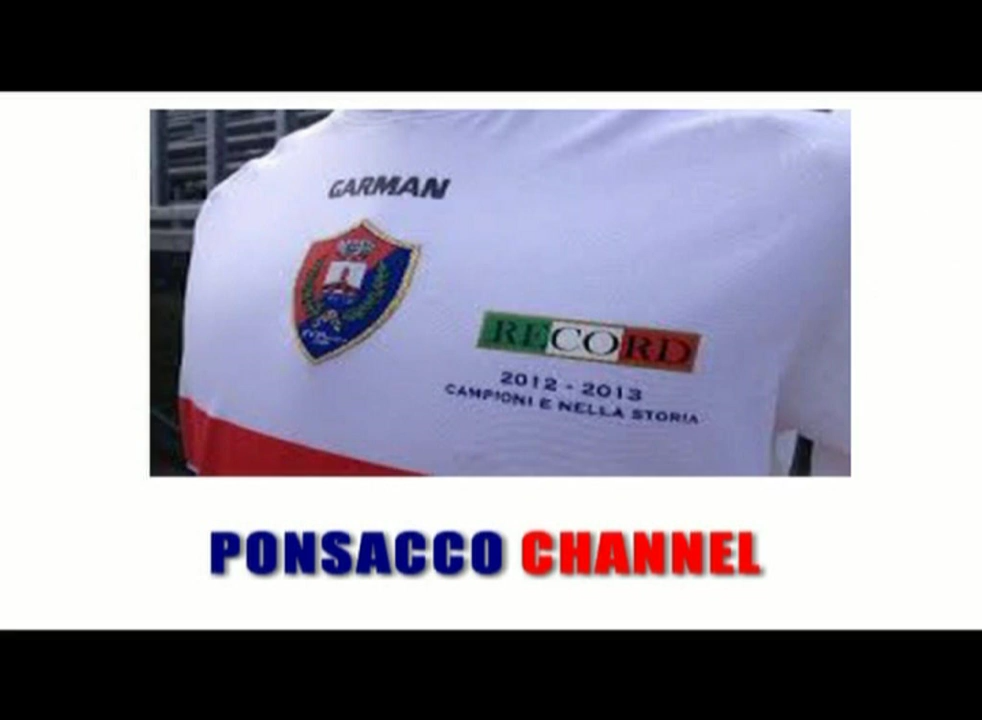 GARMAN
RECORD
2012 - 2013
CAMPIONI E NELLA STORIA
PONSACCO CHANNEL